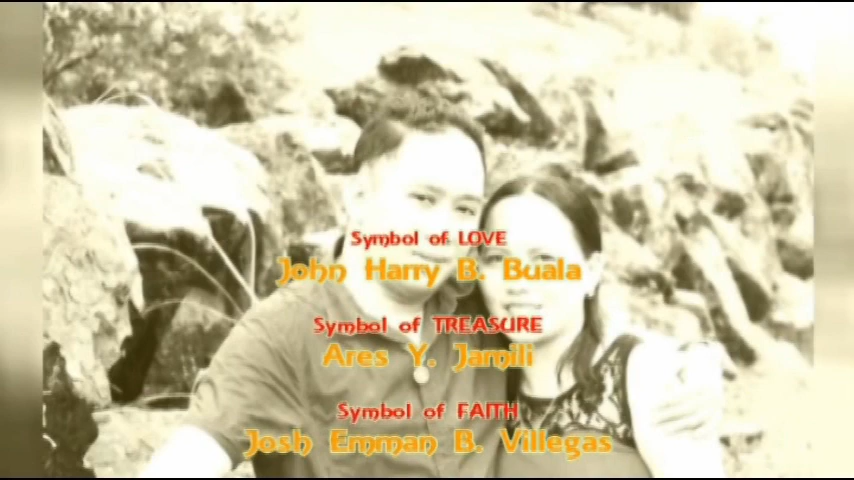 Symbol of LOVE
John Harry B. Buala
Symbol of TREASURE
Ares Y. Jamili
Symbol of FAITH
Josh Emman B. Villegas